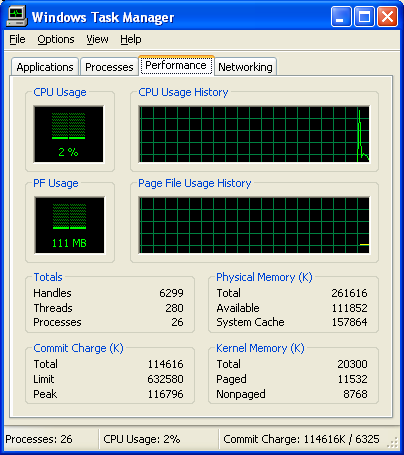 Windows Task Manager
File Options View Help
Applications Processes Performance Networking
CPU Usage CPU Usage History
2 %
PF Usage Page File Usage History
111 MB
Totals
Handles 6299
Threads 280
Processes 26
Physical Memory (K)
Total 261616
Available 111852
System Cache 157864
Commit Charge (K)
Total 114616
Limit 632580
Peak 116796
Kernel Memory (K)
Total 20300
Paged 11532
Nonpaged 8768
Processes: 26 CPU Usage: 2% Commit Charge: 114616K / 6325